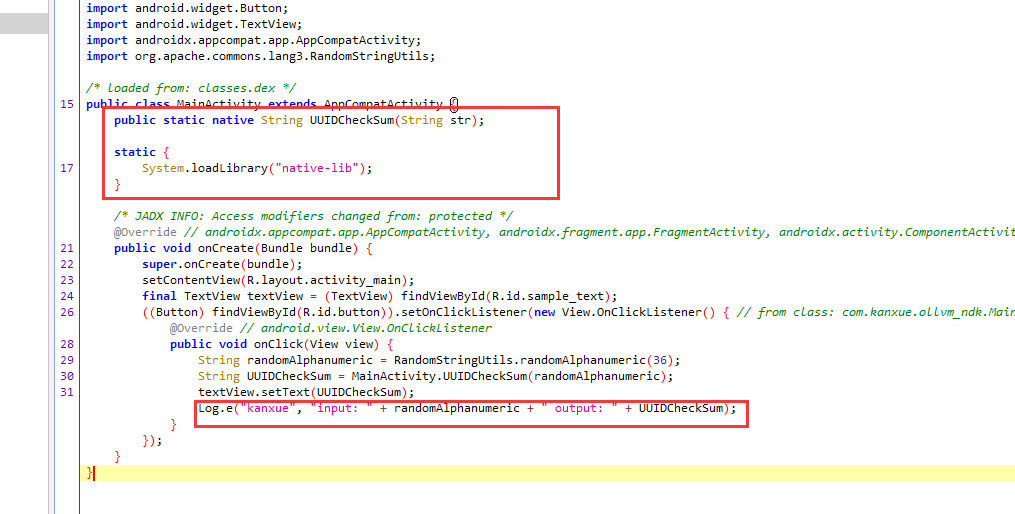 import android.widget.Button;
import android.widget.TextView;
import androidx.appcompat.app.AppCompatActivity;
import org.apache.commons.lang3.RandomStringUtils;
/* loaded from: classes.dex */
15 public class MainActivity extends AppCompatActivity {
public static native String UUIDCheckSum(String str);
static {
17 System.loadLibrary("native-lib");
}
/* JADX INFO: Access modifiers changed from: protected */
@Override // androidx.appcompat.app.AppCompatActivity, androidx.fragment.app.FragmentActivity, androidx.activity.ComponentActivit
21 public void onCreate(Bundle bundle) {
22 super.onCreate(bundle);
23 setContentView(R.layout.activity_main);
24 final TextView textView = (TextView) findViewById(R.id.sample_text);
26 ((Button) findViewById(R.id.button)).setOnClickListener(new View.OnClickListener() { // from class: com.kanxue.ollvm_ndk.Main
@Override // android.view.View.OnClickListener
28 public void onClick(View view) {
29 String randomAlphanumeric = RandomStringUtils.randomAlphanumeric(36);
30 String UUIDCheckSum = MainActivity.UUIDCheckSum(randomAlphanumeric);
31 textView.setText(UUIDCheckSum);
Log.e("kanxue", "input: " + randomAlphanumeric + " output: " + UUIDCheckSum);
}
});
}
}